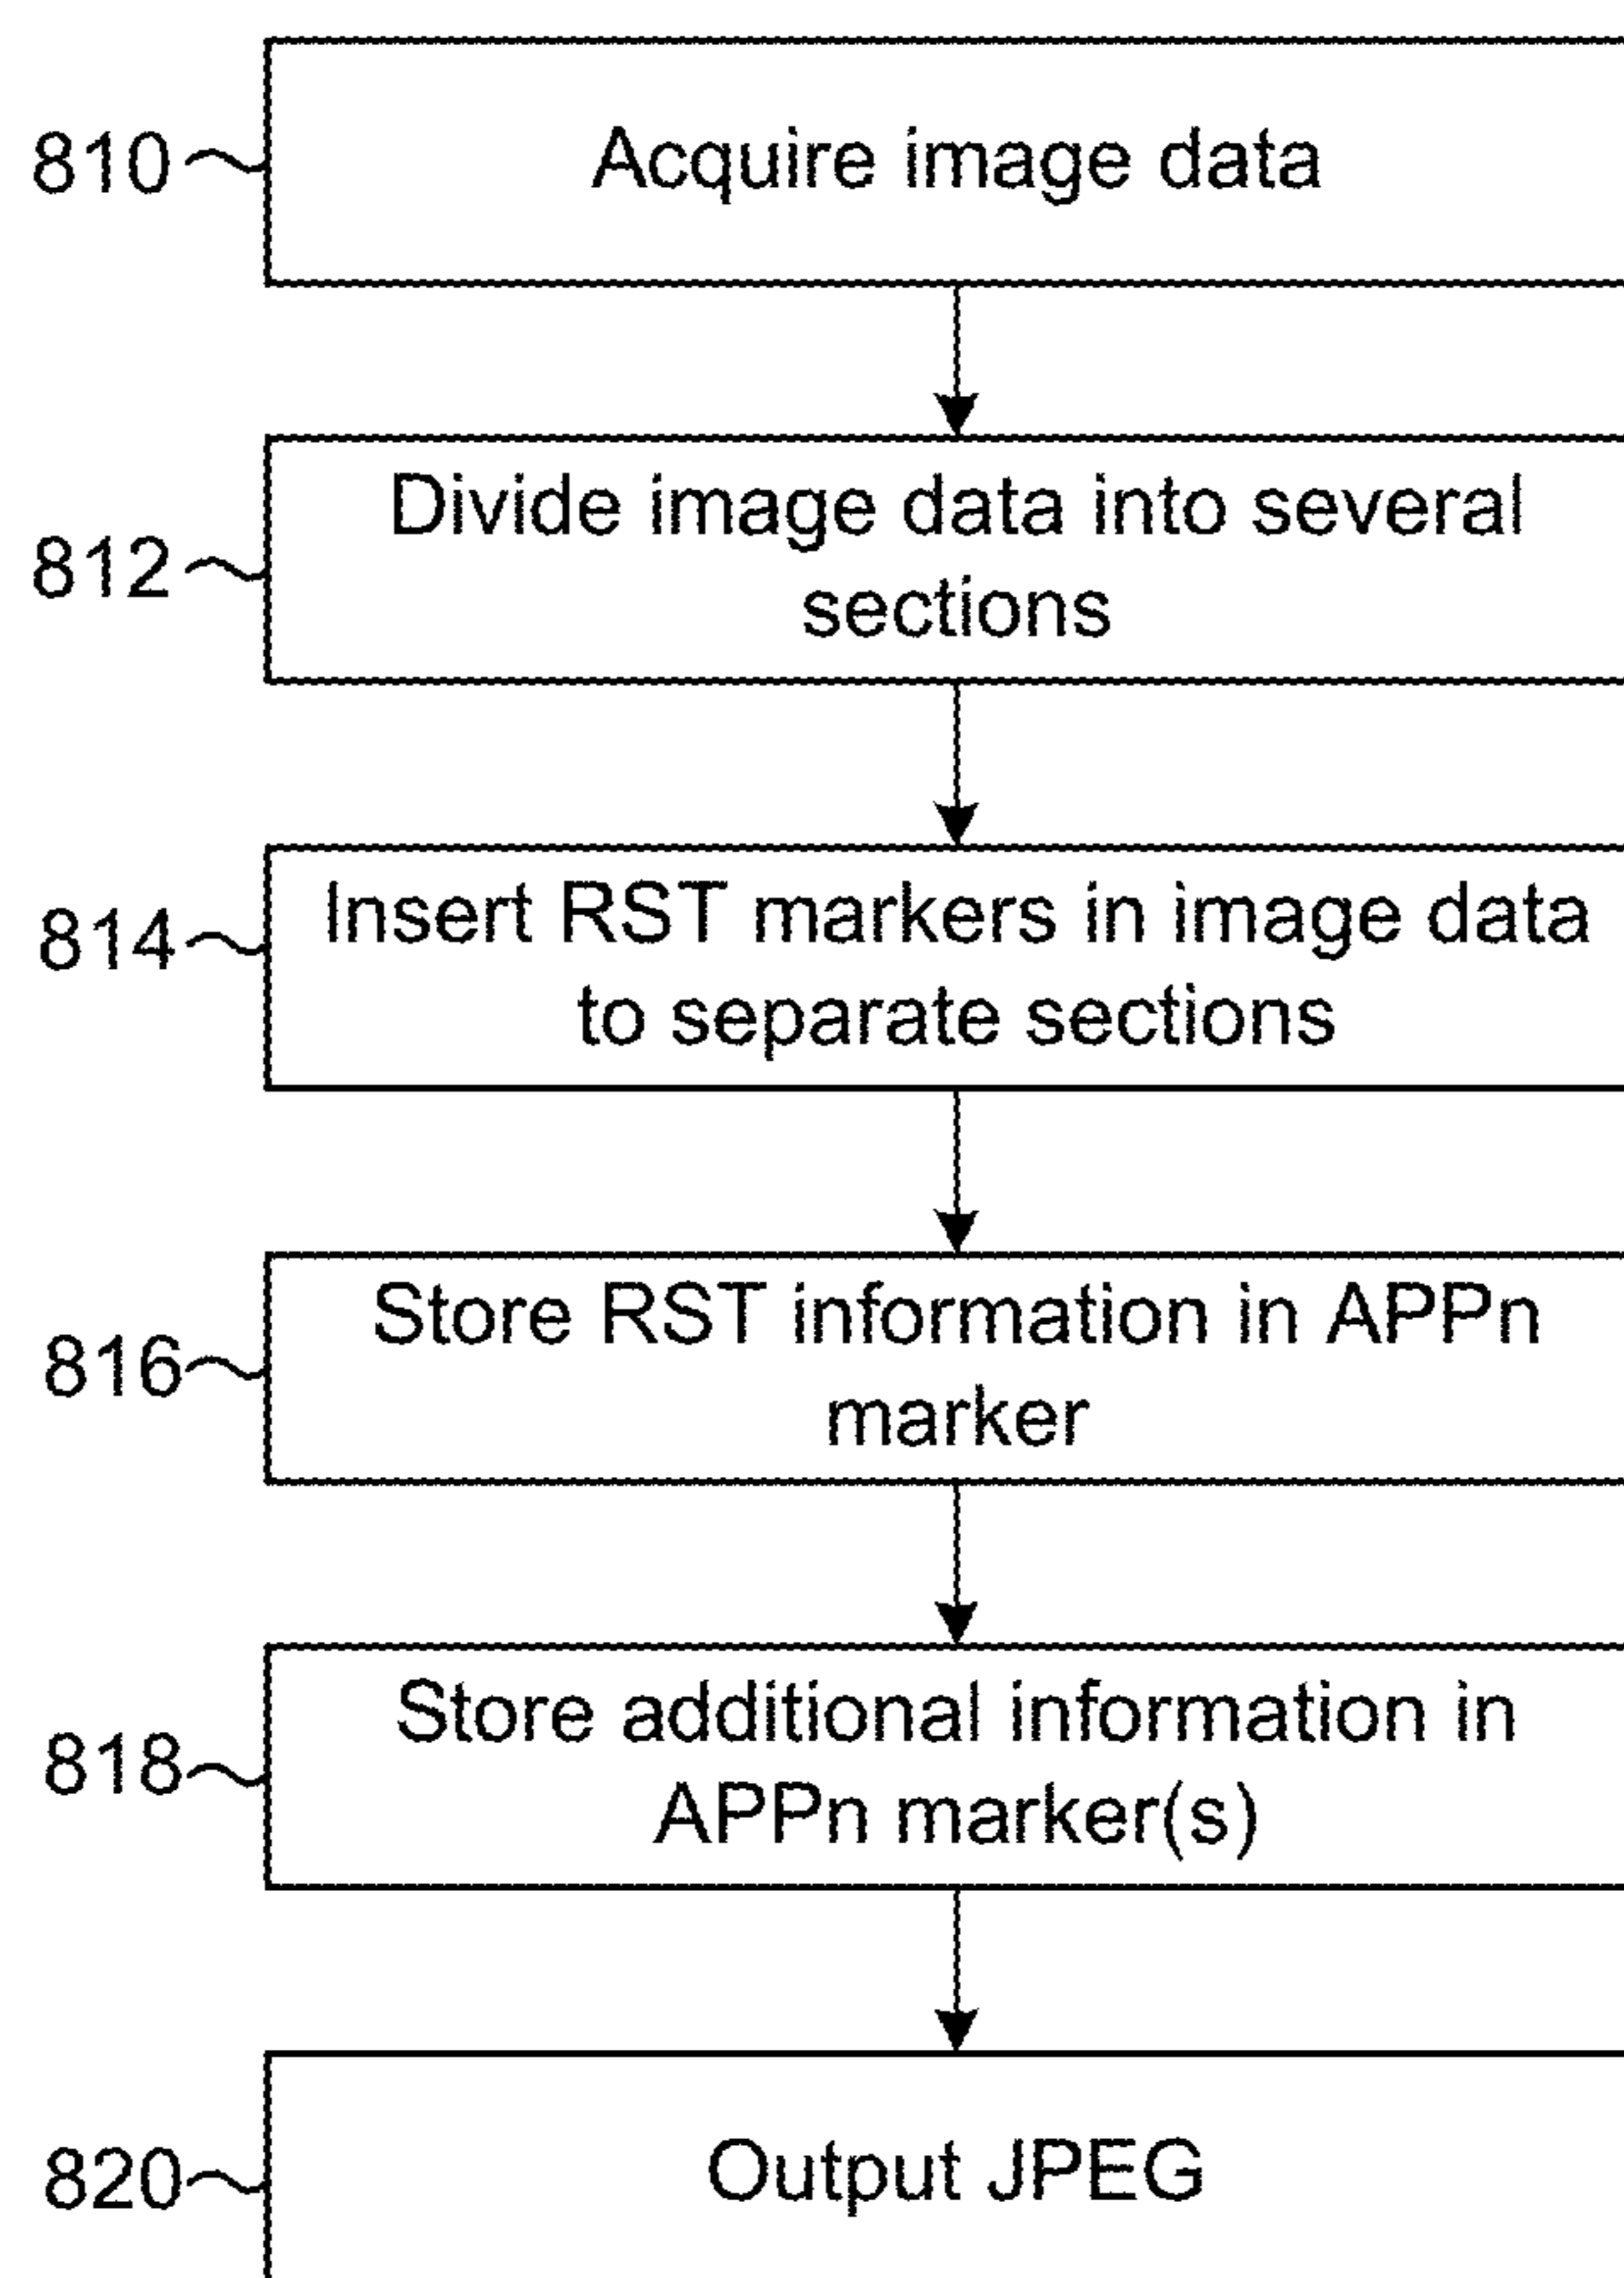 810
Acquire image data
812
Divide image data into several
sections
814
Insert RST markers in image data
to separate sections
816
Store RST information in APPn
marker
818
Store additional information in
APPn marker(s)
820
Output JPEG